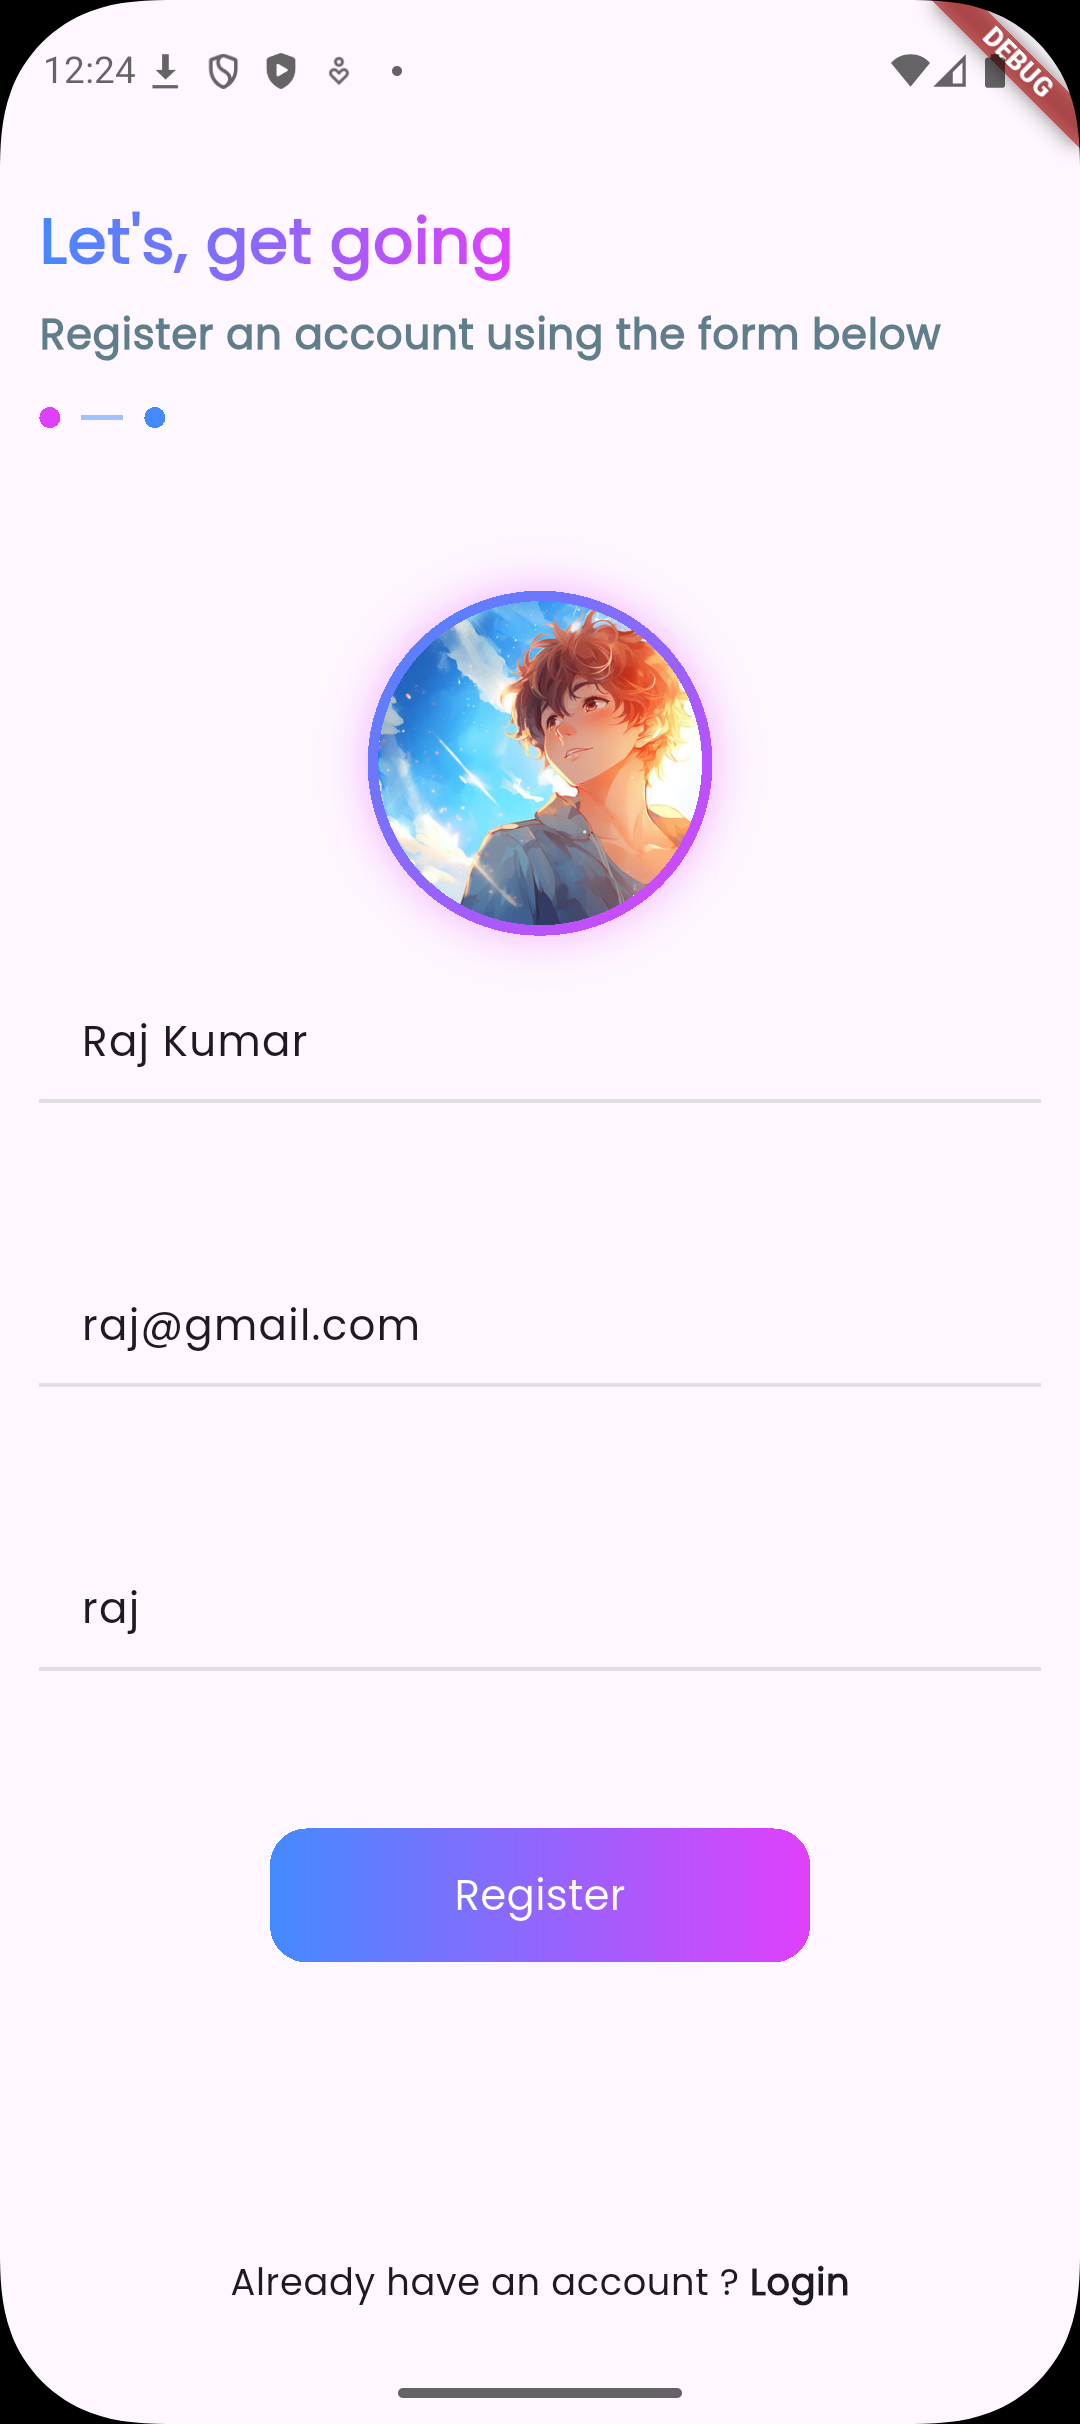 12:24
DEBUG
Let's, get going
Register an account using the form below
Raj Kumar
raj@gmail.com
raj
Register
Already have an account ? Login